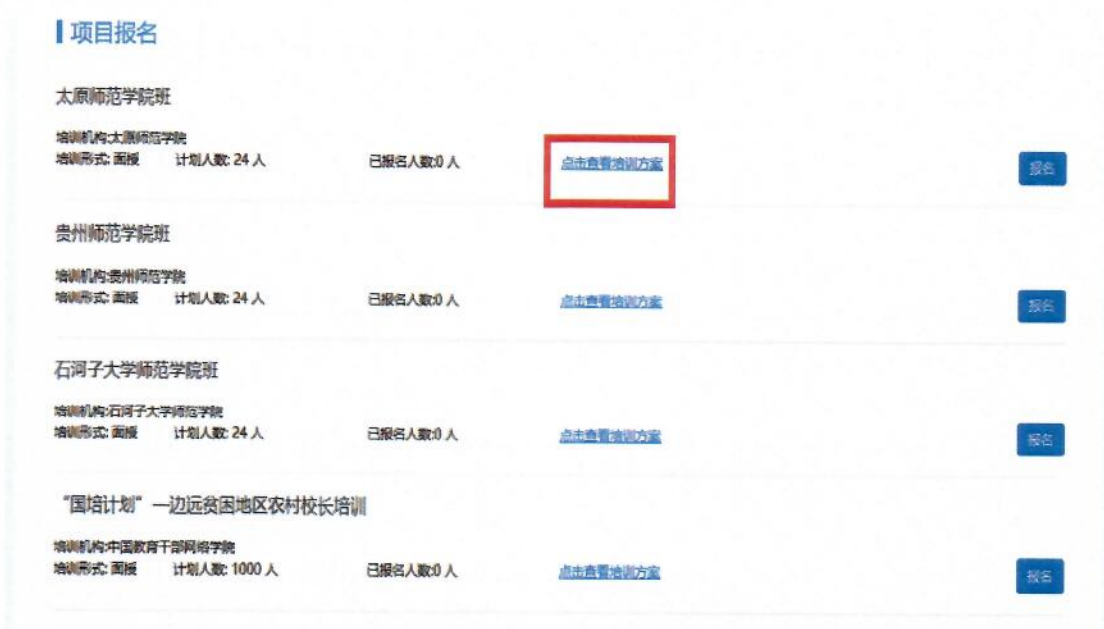 项目报名
太原师范学院班
培训机构:太原师范学院
培训形式: 面授 计划人数: 24 人 已报名人数:0 人 点击查看培训方案 报名
贵州师范学院班
培训机构:贵州师范学院
培训形式: 面授 计划人数: 24 人 已报名人数:0 人 点击查看培训方案 报名
石河子大学师范学院班
培训机构:石河子大学师范学院
培训形式: 面授 计划人数: 24 人 已报名人数:0 人 点击查看培训方案 报名
“国培计划”—边远贫困地区农村校长培训
培训机构:中国教育干部网络学院
培训形式: 面授 计划人数: 1000 人 已报名人数:0 人 点击查看培训方案 报名